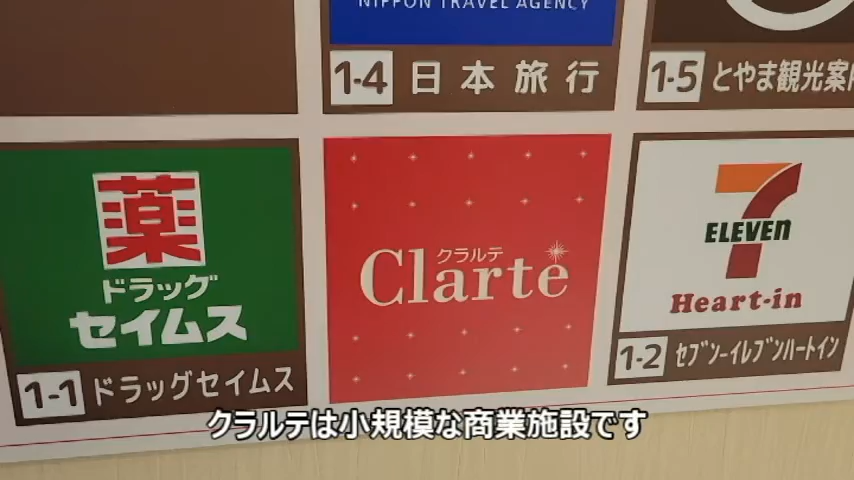 NIPPON TRAVEL AGENCY
1-4 日本旅行
1-5 とやま観光案
薬
ドラッグ
セイムス
1-1 ドラッグセイムス
クラルテ
Clarte
7
ELEVEN
Heart-in
1-2 セブン-イレブンハートイン
クラルテは小規模な商業施設です